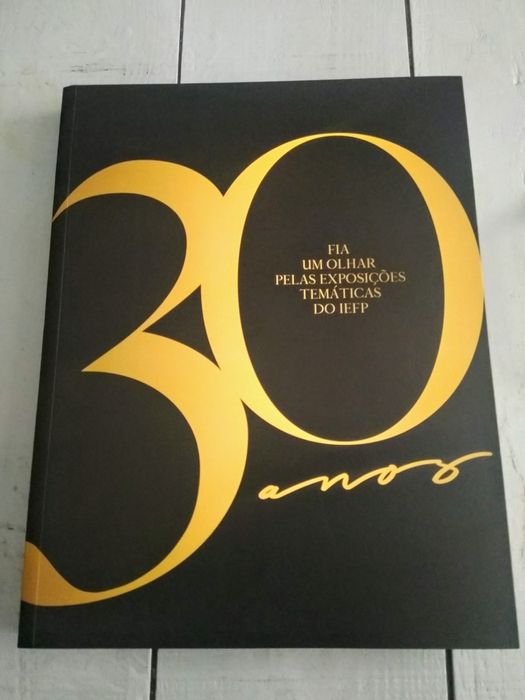 30
FIA
UM OLHAR
PELAS EXPOSIÇÕES
TEMÁTICAS
DO IEFP
anos